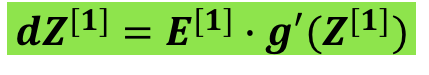 dZ^[1] = E^[1] · g′(Z^[1])